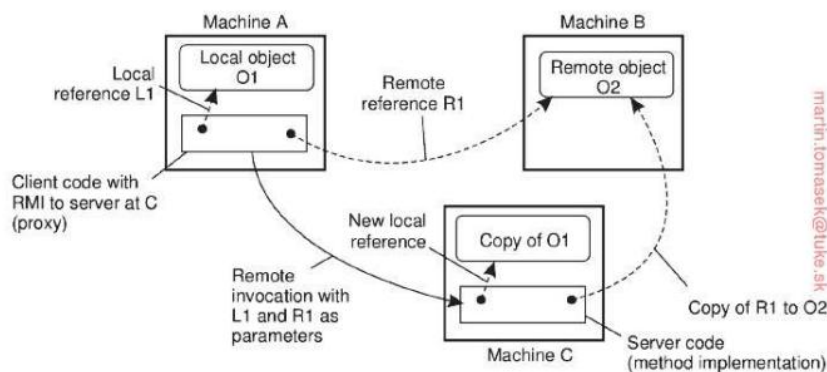 Machine A
Machine B
Local object
O1
Local
reference L1
Remote
reference R1
Remote object
O2
Client code with
RMI to server at C
(proxy)
New local
reference
Copy of O1
Remote
invocation with
L1 and R1 as
parameters
Copy of R1 to O2
Server code
(method implementation)
Machine C
martin.tomasek@tuke.sk